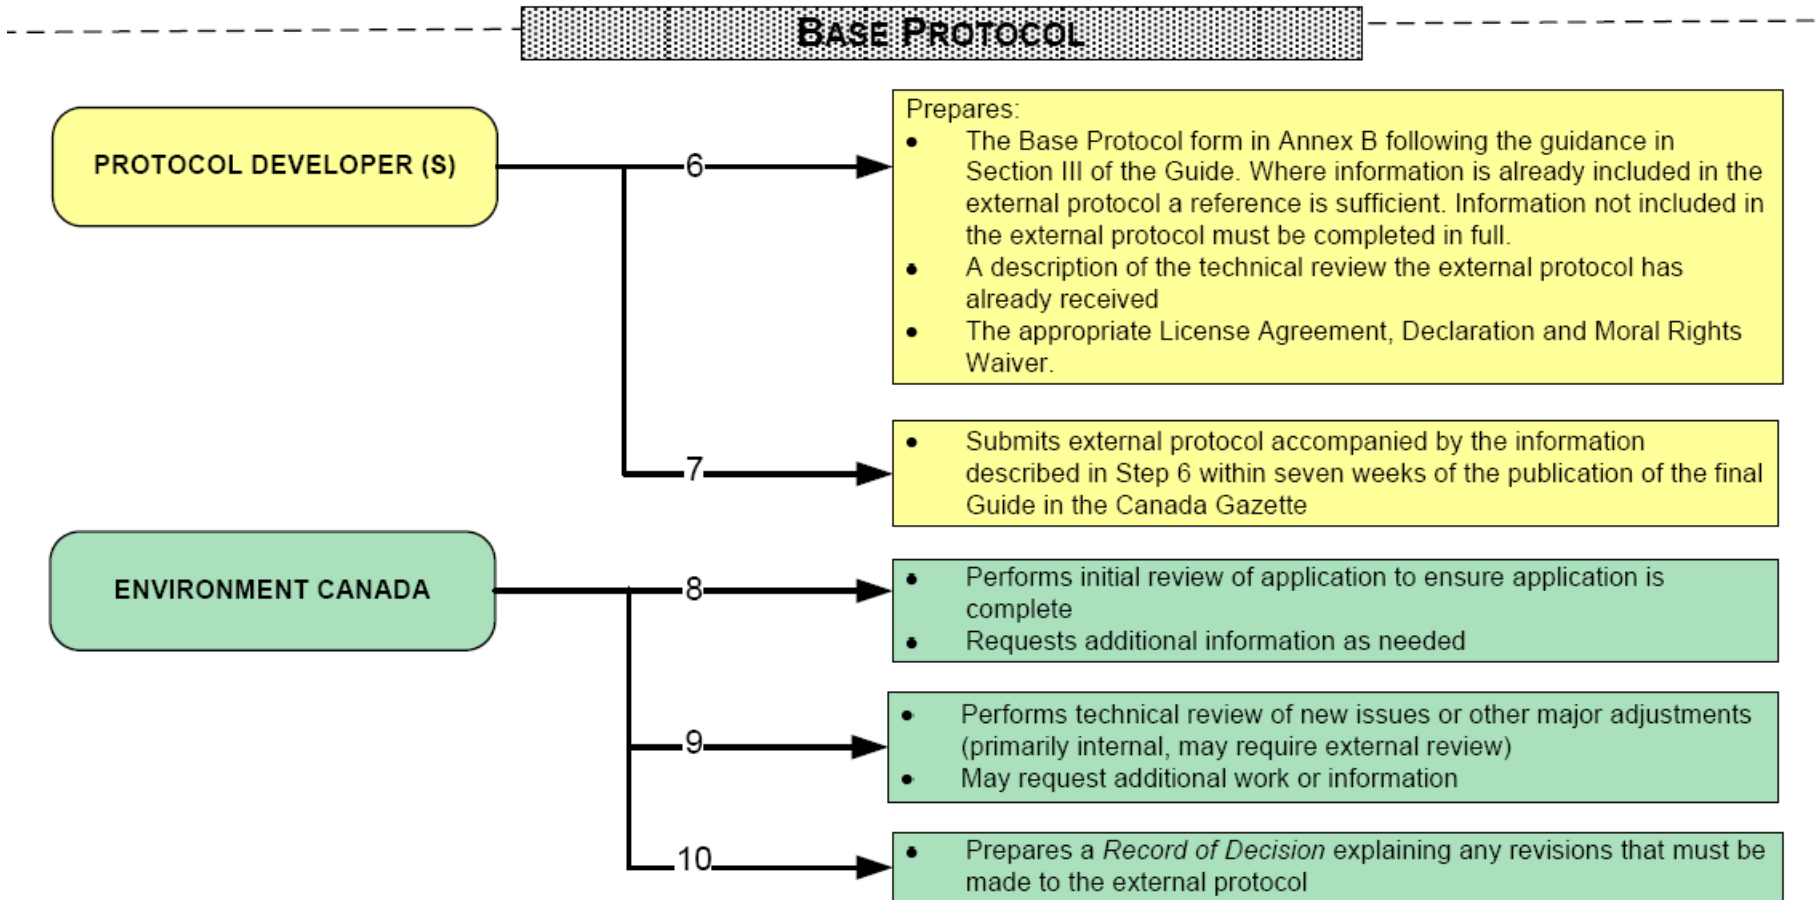 BASE PROTOCOL
PROTOCOL DEVELOPER (S)
6
Prepares:
• The Base Protocol form in Annex B following the guidance in
Section III of the Guide. Where information is already included in the
external protocol a reference is sufficient. Information not included in
the external protocol must be completed in full.
• A description of the technical review the external protocol has
already received
• The appropriate License Agreement, Declaration and Moral Rights
Waiver.
7
• Submits external protocol accompanied by the information
described in Step 6 within seven weeks of the publication of the final
Guide in the Canada Gazette
ENVIRONMENT CANADA
8
• Performs initial review of application to ensure application is
complete
• Requests additional information as needed
9
• Performs technical review of new issues or other major adjustments
(primarily internal, may require external review)
• May request additional work or information
10
• Prepares a Record of Decision explaining any revisions that must be
made to the external protocol